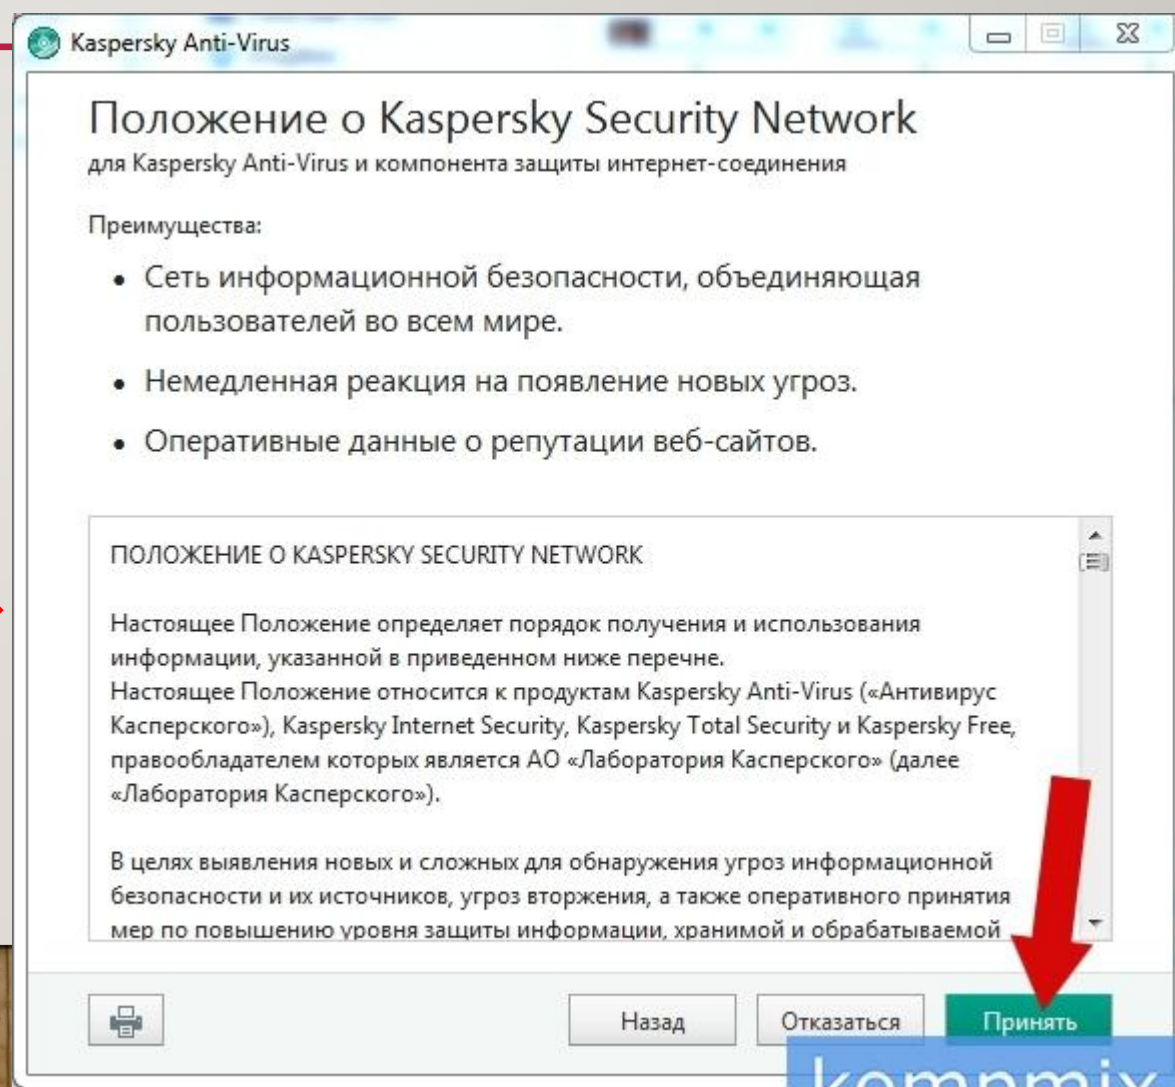 Kaspersky Anti-Virus
Положение о Kaspersky Security Network
для Kaspersky Anti-Virus и компонента защиты интернет-соединения
Преимущества:
• Сеть информационной безопасности, объединяющая
пользователей во всем мире.
• Немедленная реакция на появление новых угроз.
• Оперативные данные о репутации веб-сайтов.
ПОЛОЖЕНИЕ О KASPERSKY SECURITY NETWORK
Настоящее Положение определяет порядок получения и использования
информации, указанной в приведенном ниже перечне.
Настоящее Положение относится к продуктам Kaspersky Anti-Virus («Антивирус
Касперского»), Kaspersky Internet Security, Kaspersky Total Security и Kaspersky Free,
правообладателем которых является АО «Лаборатория Касперского» (далее
«Лаборатория Касперского»).
В целях выявления новых и сложных для обнаружения угроз информационной
безопасности и их источников, угроз вторжения, а также оперативного принятия
мер по повышению уровня защиты информации, хранимой и обрабатываемой
Назад Отказаться Принять
kompmix